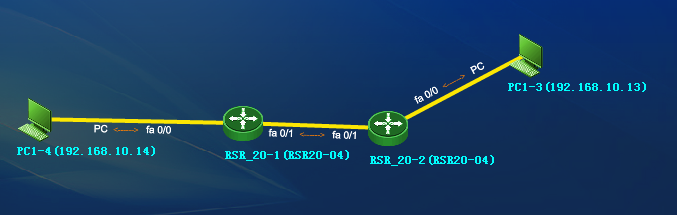 fa 0/0 PC
PC1-3(192.168.10.13)
PC fa 0/0
fa 0/1 fa 0/1
PC1-4(192.168.10.14)
RSR_20-1(RSR20-04)
RSR_20-2(RSR20-04)